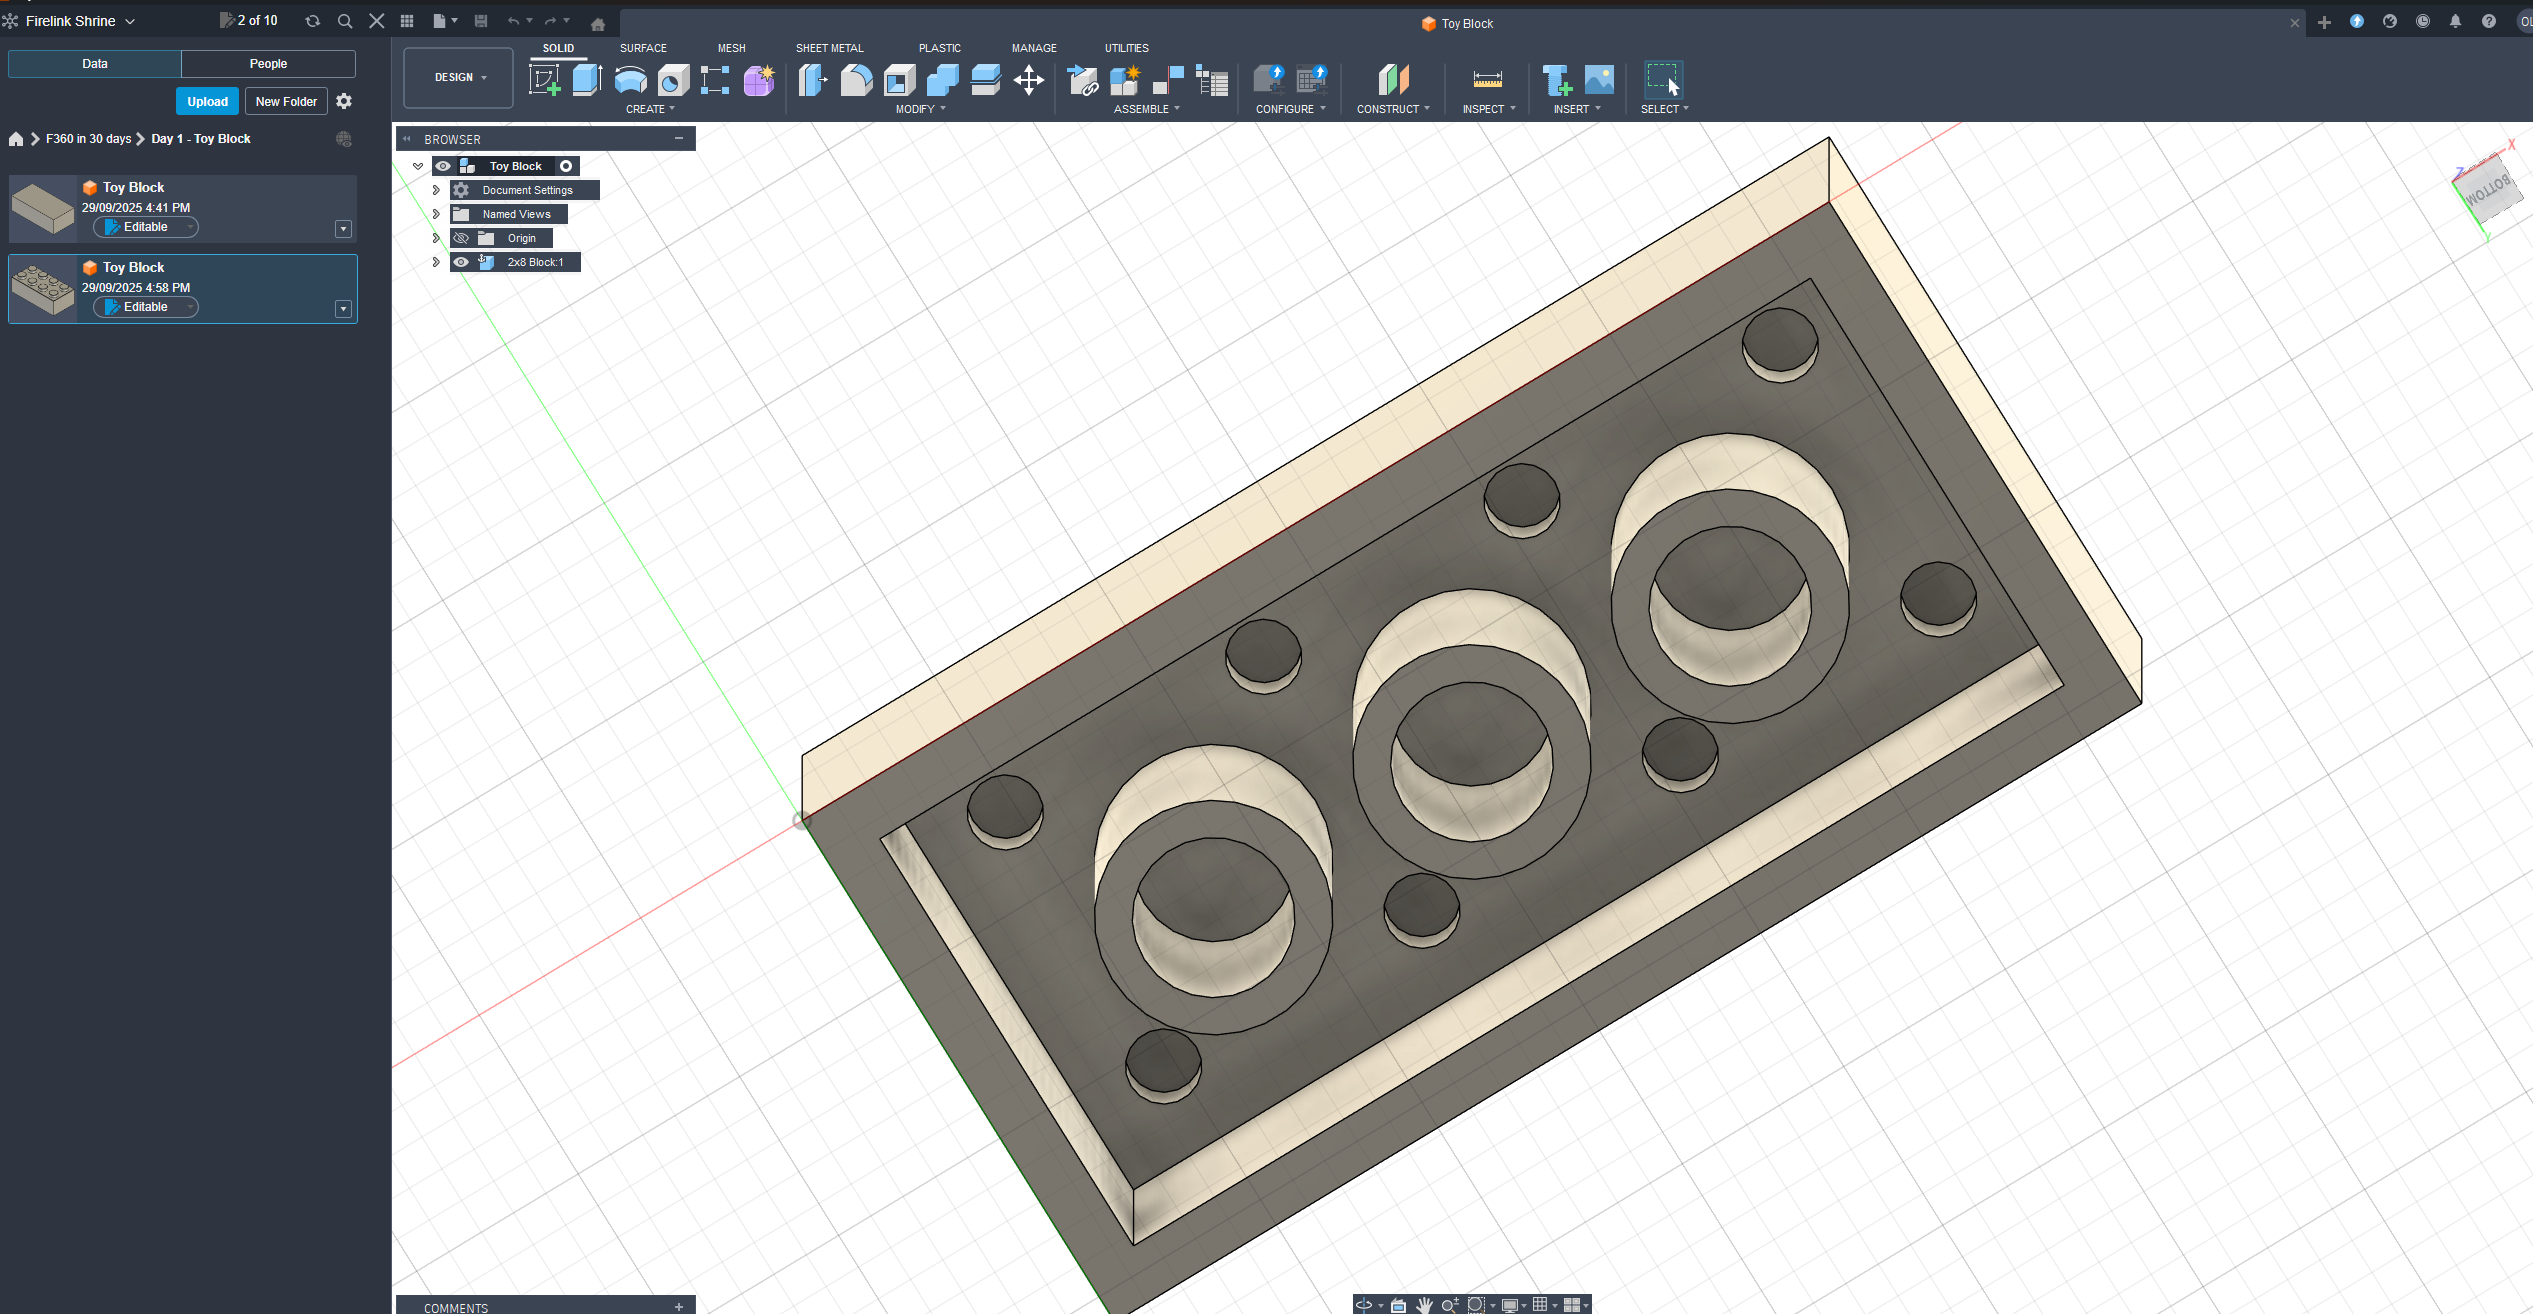 Firelink Shrine
2 of 10
Toy Block
Data
People
SOLID
SURFACE
MESH
SHEET METAL
PLASTIC
MANAGE
UTILITIES
DESIGN
Upload
New Folder
CREATE
MODIFY
ASSEMBLE
CONFIGURE
CONSTRUCT
INSPECT
INSERT
SELECT
F360 in 30 days
Day 1 - Toy Block
BROWSER
Toy Block
Document Settings
Named Views
Origin
2x8 Block:1
Toy Block
29/09/2025 4:41 PM
Editable
Toy Block
29/09/2025 4:58 PM
Editable
X
Z
BOTTOM
Y
COMMENTS